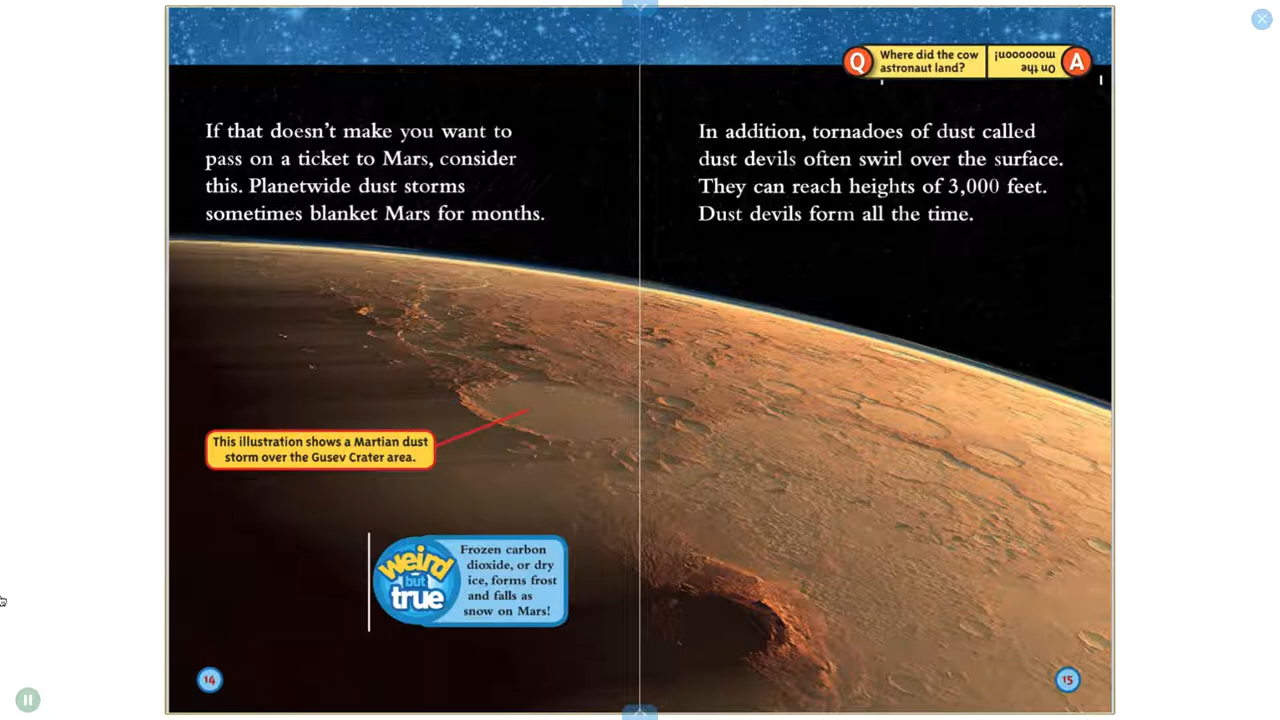 Q Where did the cow
astronaut land?
On the
mooooooon! A
If that doesn't make you want to
pass on a ticket to Mars, consider
this. Planetwide dust storms
sometimes blanket Mars for months.
In addition, tornadoes of dust called
dust devils often swirl over the surface.
They can reach heights of 3,000 feet.
Dust devils form all the time.
This illustration shows a Martian dust
storm over the Gusev Crater area.
weird
but
true
Frozen carbon
dioxide, or dry
ice, forms frost
and falls as
snow on Mars!
14
15